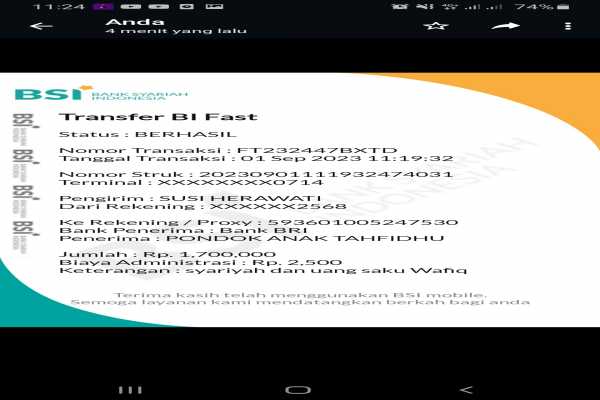 11:24
74%
Anda
4 menit yang lalu
BSI BANK SYARIAH
INDONESIA
Transfer BI Fast
Status : BERHASIL
Nomor Transaksi : FT232447BXTD
Tanggal Transaksi : 01 Sep 2023 11:19:32
Nomor Struk : 20230901111932474031
Terminal : XXXXXXXX0714
Pengirim : SUSI HERAWATI
Dari Rekening : XXXXXX2568
Ke Rekening / Proxy : 593601005247530
Bank Penerima : Bank BRI
Penerima : PONDOK ANAK TAHFIDHU
Jumlah : Rp. 1,700,000
Biaya Administrasi : Rp. 2,500
Keterangan : syariyah dan uang saku Wafiq
Terima kasih telah menggunakan BSI mobile.
Semoga layanan kami mendatangkan berkah bagi anda
BSI
BSI
BSI
BSI